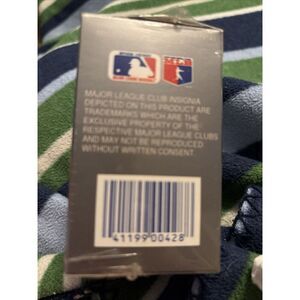 MAJOR LEAGUE CLUB INSIGNIA
DEPICTED ON THIS PRODUCT ARE
TRADEMARKS WHICH ARE THE
EXCLUSIVE PROPERTY OF THE
RESPECTIVE MAJOR LEAGUE CLUBS
AND MAY NOT BE REPRODUCED
WITHOUT WRITTEN CONSENT.
41199 00428